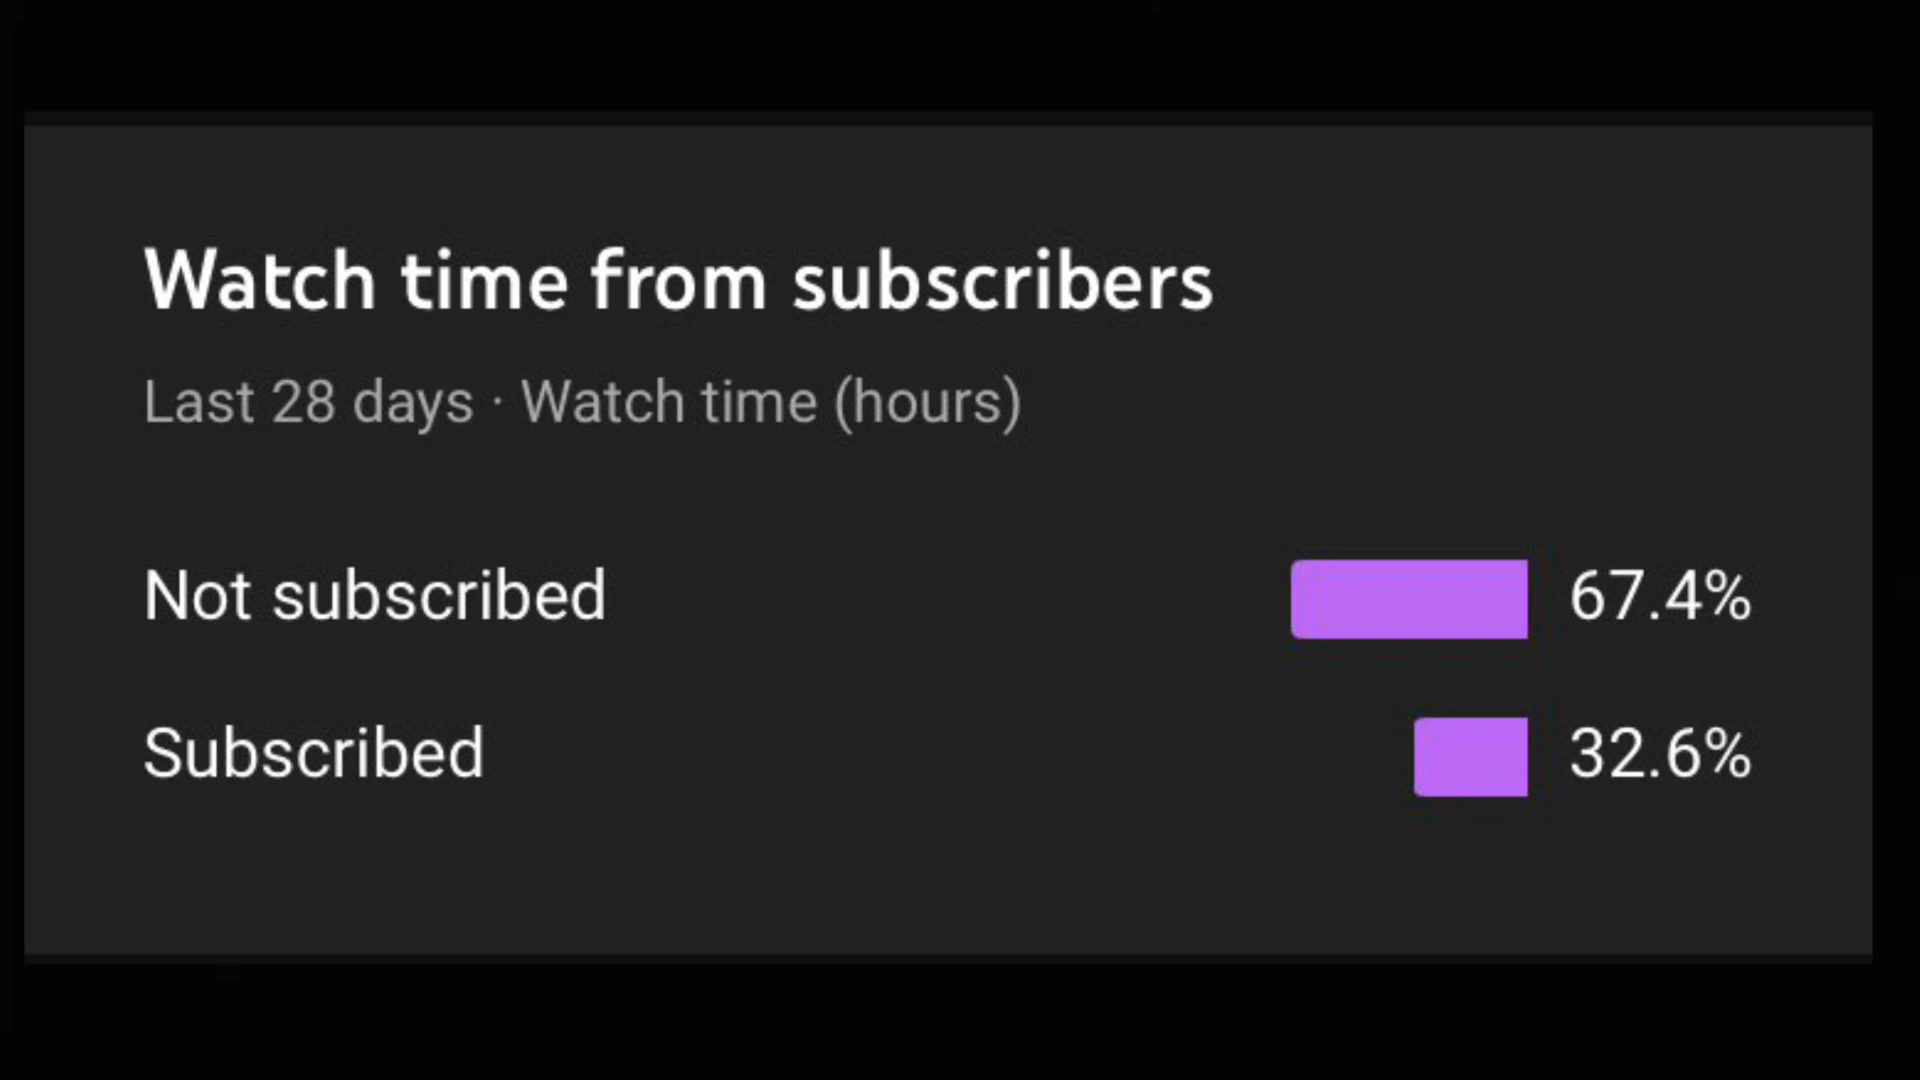 Watch time from subscribers
Last 28 days · Watch time (hours)
Not subscribed 67.4%
Subscribed 32.6%